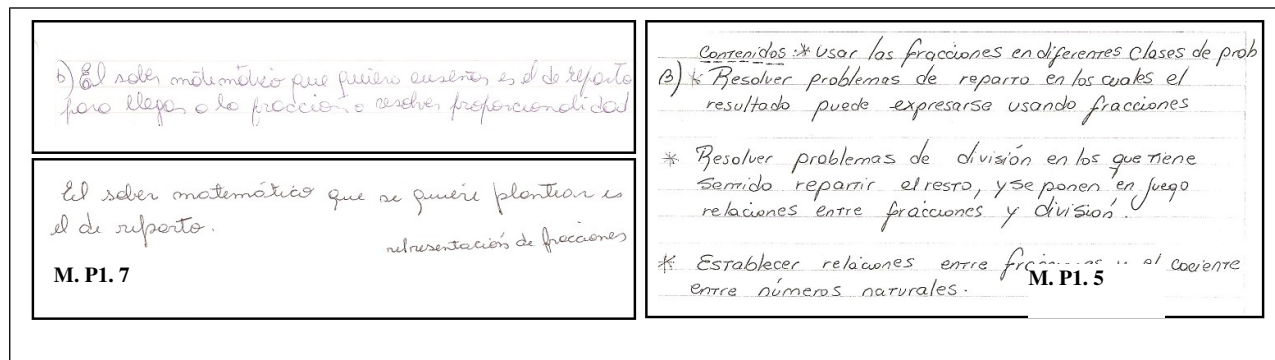 b) El saber matemático que quiero enseñar es el de reparto
para llegar a la fracción o resolver proporcionalidad
El saber matemático que se quiere plantear es
el de reparto.
representación de fracciones
M. P1. 7
Contenidos: * Usar las fracciones en diferentes clases de prob
(3) * Resolver problemas de reparto en los cuales el
resultado puede expresarse usando fracciones
* Resolver problemas de división en los que tiene
sentido repartir el resto, y se ponen en juego
relaciones entre fracciones y división.
* Establecer relaciones entre el cociente
entre números naturales.
M. P1. 5